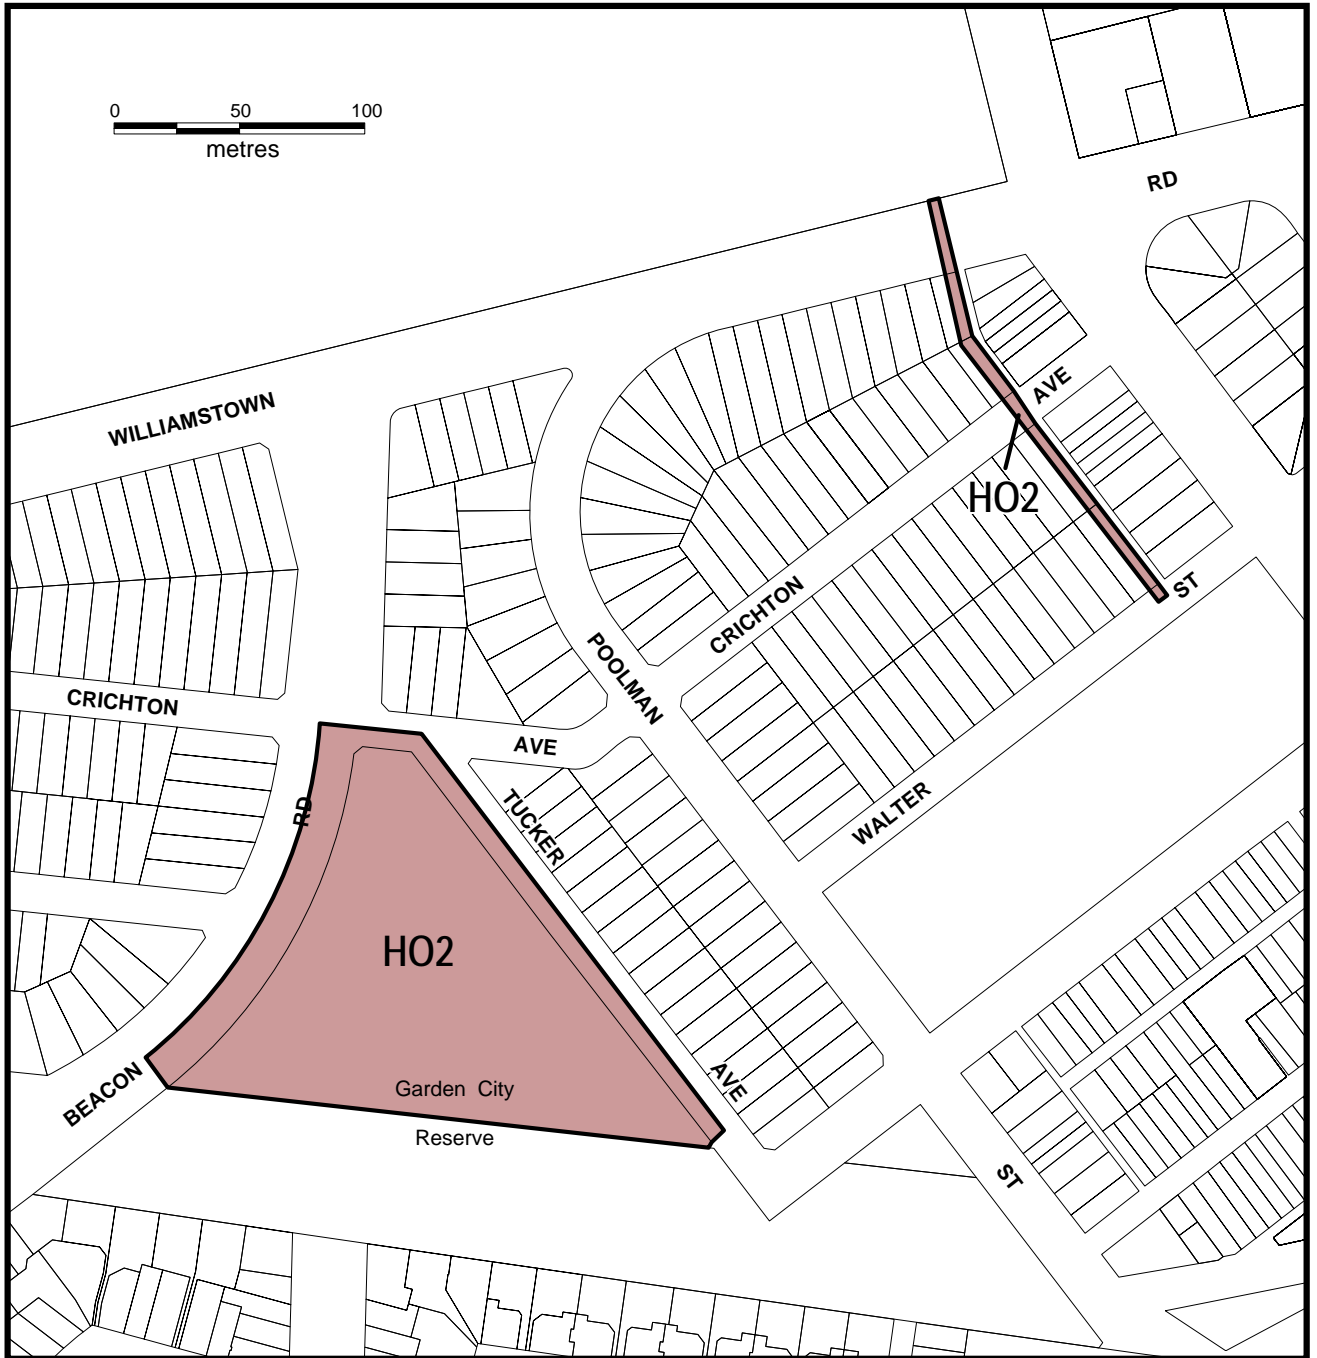 0 50 100
metres
RD
WILLIAMSTOWN
AVE
HO2
ST
CRICHTON
POOLMAN
CRICHTON
AVE
RD
TUCKER
WALTER
HO2
BEACON
Garden City
Reserve
AVE
ST